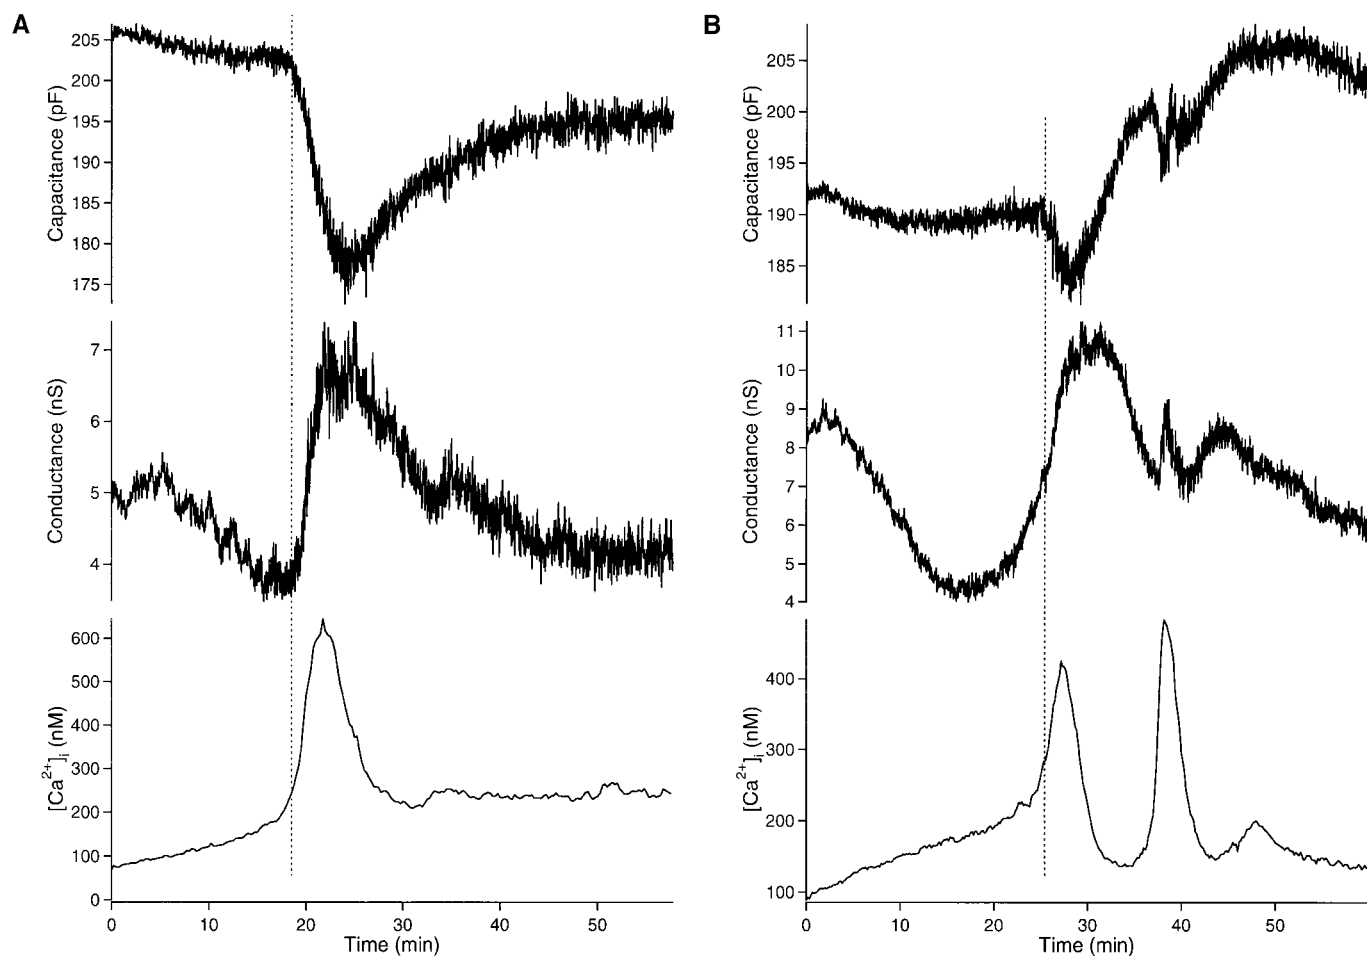 A
Capacitance (pF)
205
200
195
190
185
180
175
Conductance (nS)
7
6
5
4
[Ca2+]i (nM)
600
500
400
300
200
100
0
0 10 20 30 40 50
Time (min)
B
Capacitance (pF)
205
200
195
190
185
Conductance (nS)
11
10
9
8
7
6
5
4
[Ca2+]i (nM)
400
300
200
100
0 10 20 30 40 50
Time (min)